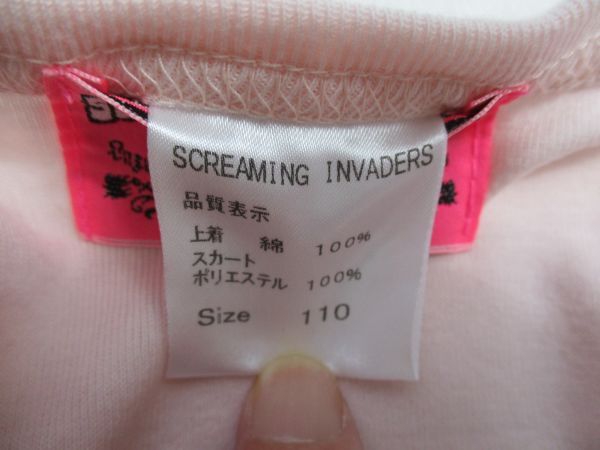 SCREAMING INVADERS
品質表示
上着 綿 100%
スカート
ポリエステル 100%
Size 110